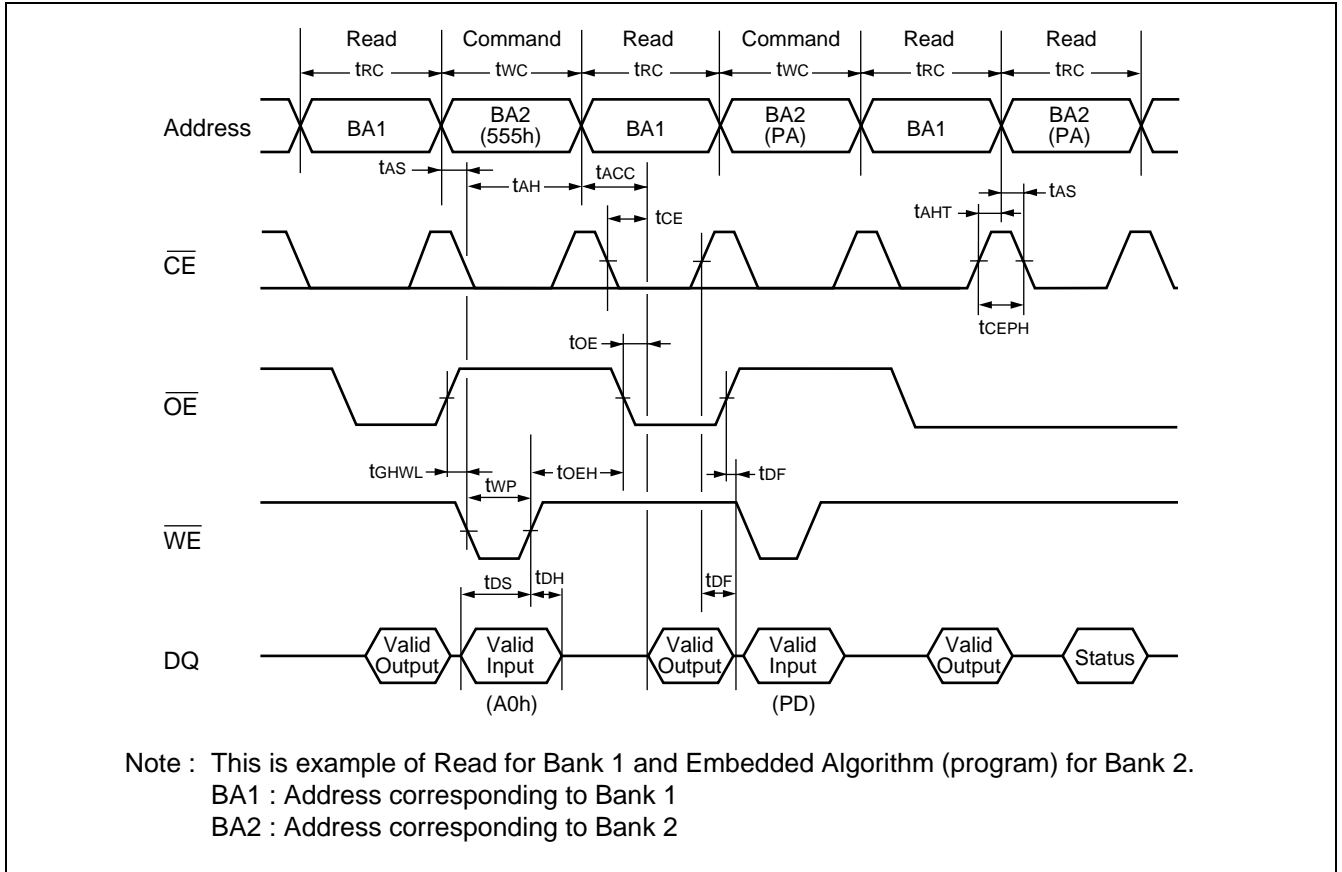 Read Command Read Command Read Read
tRC tWC tRC tWC tRC tRC
Address BA1 BA2 BA1 BA2 BA1 BA2
(555h) (PA) (PA)
tAS tAH tACC tAS
tCE tAHT
CE
tCEPH
tOE
OE
tGHWL tWP tOEH tDF
WE
tDS tDH tDF
DQ Valid Valid Valid Valid Valid Status
Output Input Output Input Output
(A0h) (PD)
Note : This is example of Read for Bank 1 and Embedded Algorithm (program) for Bank 2.
BA1 : Address corresponding to Bank 1
BA2 : Address corresponding to Bank 2